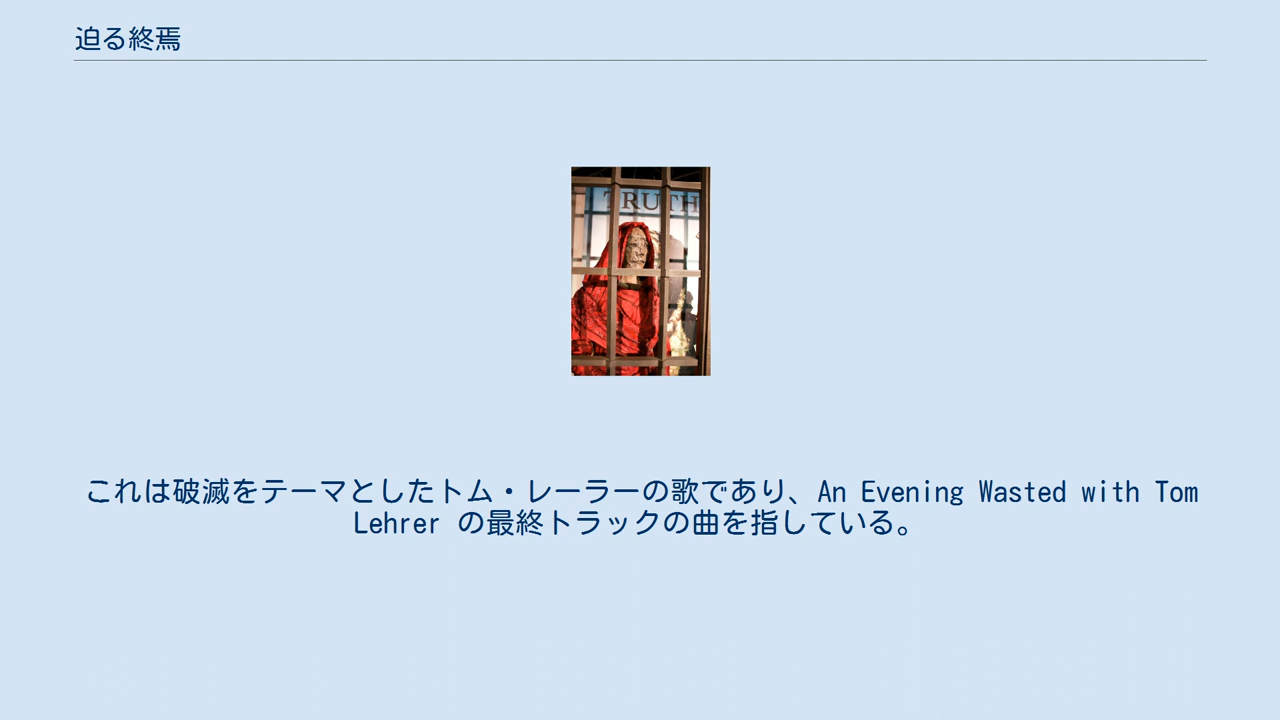 迫る終焉
TRUTH
これは破滅をテーマとしたトム・レーラーの歌であり、An Evening Wasted with Tom
Lehrer の最終トラックの曲を指している。